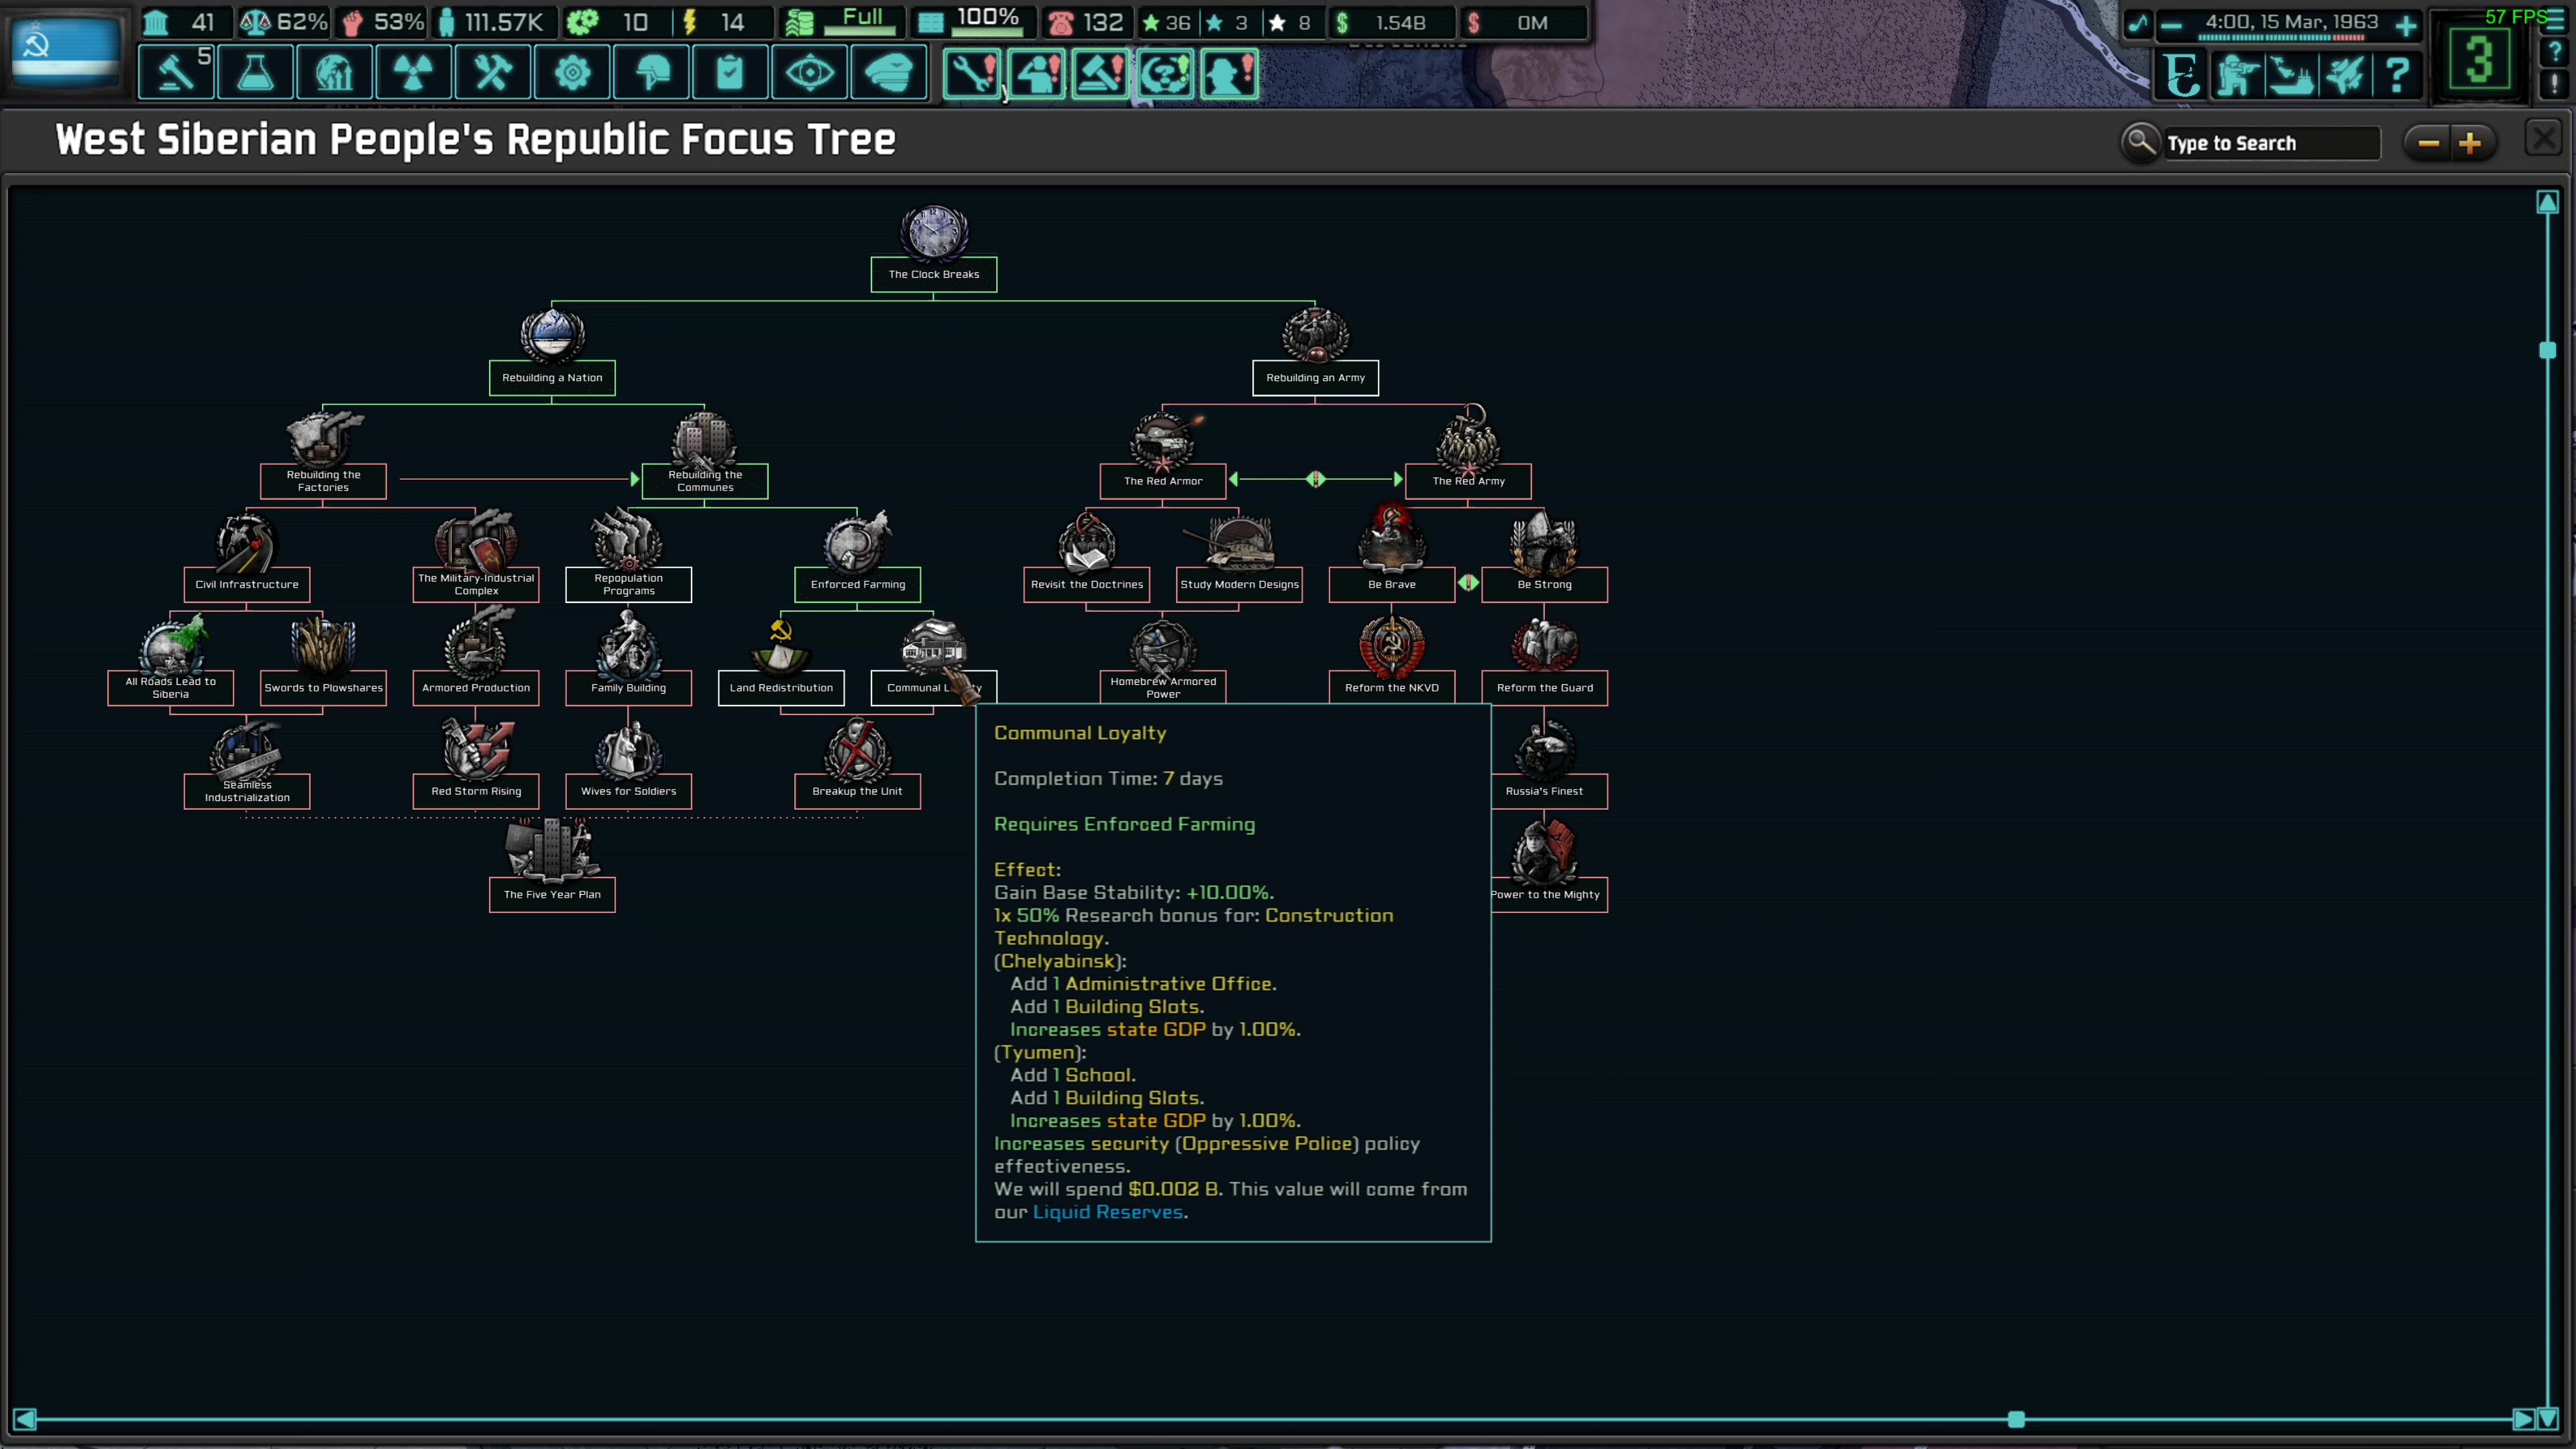 41
62%
53%
111.57K
10
14
Full
100%
132
36
3
8
1.54B
0M
4:00, 15 Mar, 1963
57 FPS
5
3
West Siberian People's Republic Focus Tree
Type to Search
The Clock Breaks
Rebuilding a Nation
Rebuilding an Army
Rebuilding the
Factories
Rebuilding the
Communes
The Red Armor
The Red Army
Civil Infrastructure
The Military-Industrial
Complex
Repopulation
Programs
Enforced Farming
Revisit the Doctrines
Study Modern Designs
Be Brave
Be Strong
All Roads Lead to
Siberia
Swords to Plowshares
Armored Production
Family Building
Land Redistribution
Communal
Homebrew Armored
Power
Reform the NKVD
Reform the Guard
Seamless
Industrialization
Red Storm Rising
Wives for Soldiers
Breakup the Unit
Russia's Finest
The Five Year Plan
Power to the Mighty
Communal Loyalty
Completion Time: 7 days
Requires Enforced Farming
Effect:
Gain Base Stability: +10.00%.
1x 50% Research bonus for: Construction
Technology.
(Chelyabinsk):
Add 1 Administrative Office.
Add 1 Building Slots.
Increases state GDP by 1.00%.
(Tyumen):
Add 1 School.
Add 1 Building Slots.
Increases state GDP by 1.00%.
Increases security (Oppressive Police) policy
effectiveness.
We will spend $0.002 B. This value will come from
our Liquid Reserves.